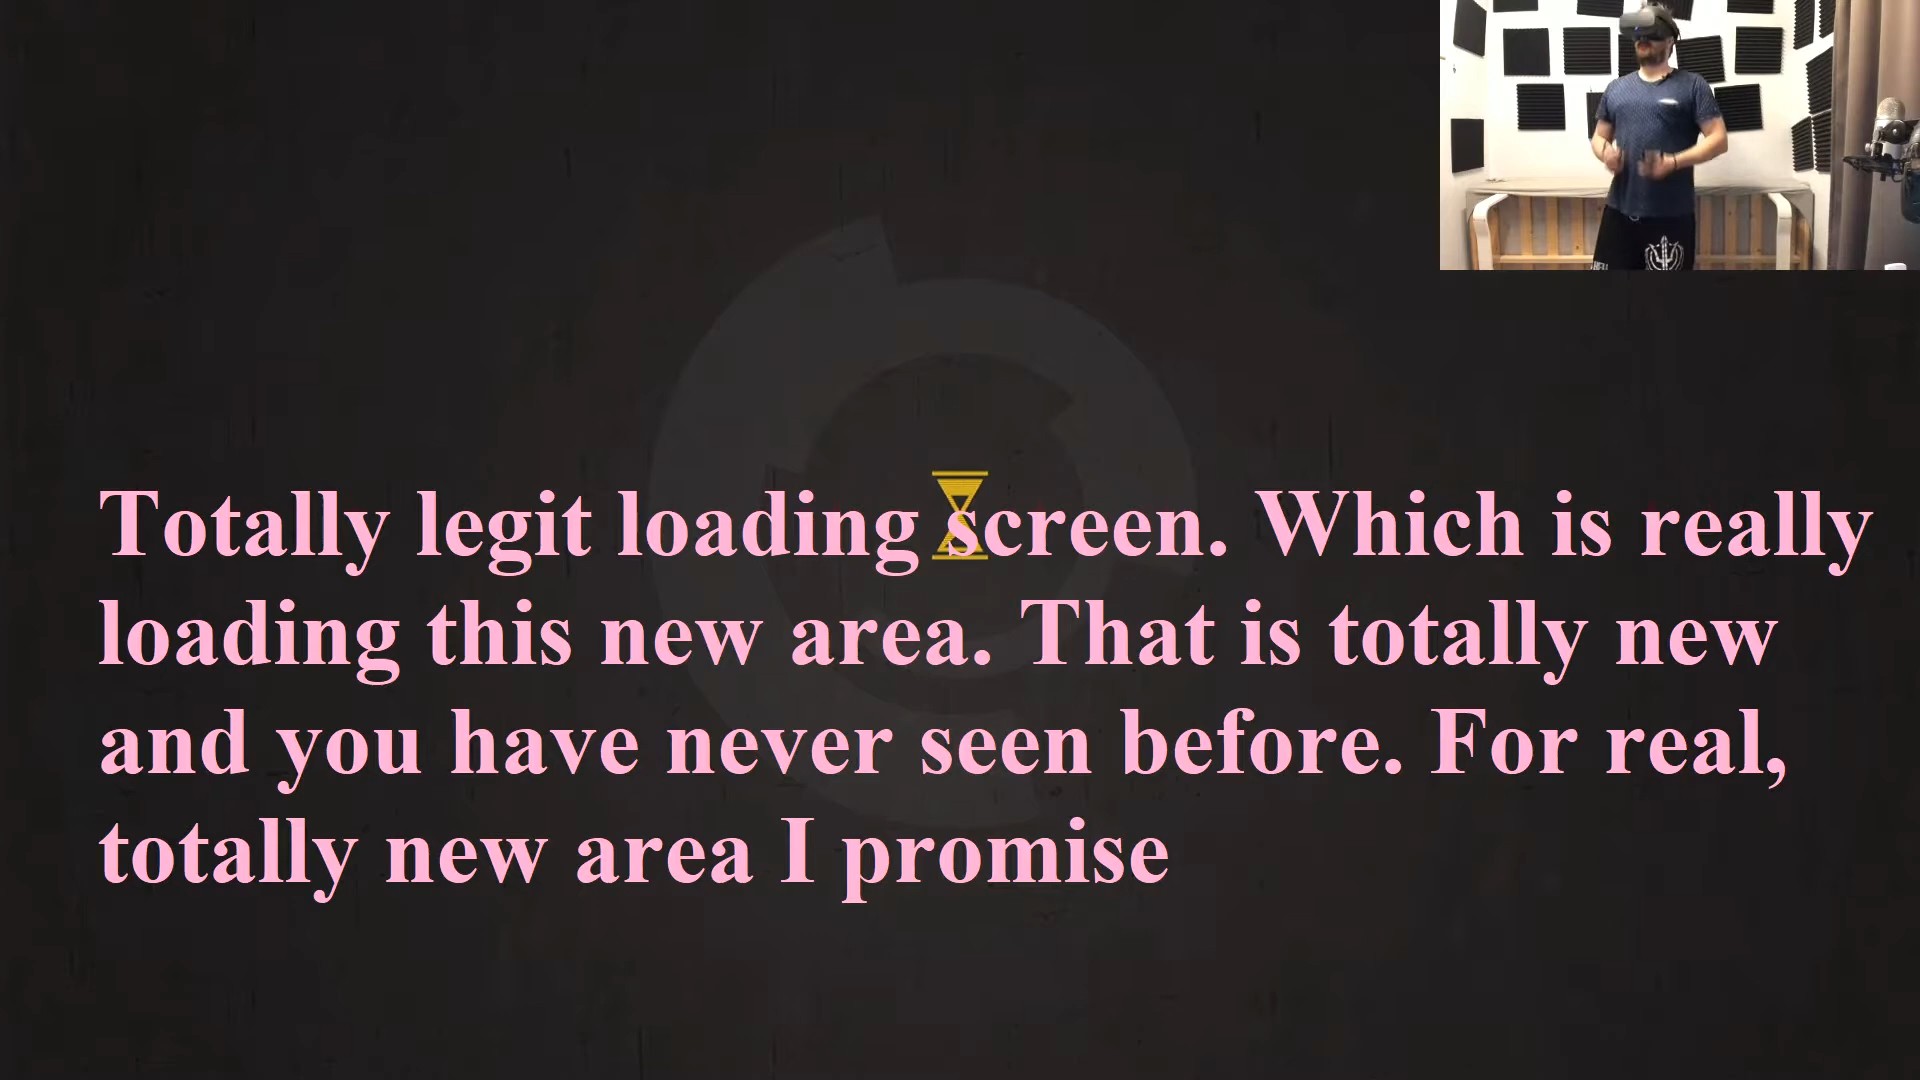 Totally legit loading screen. Which is really
loading this new area. That is totally new
and you have never seen before. For real,
totally new area I promise
HELL